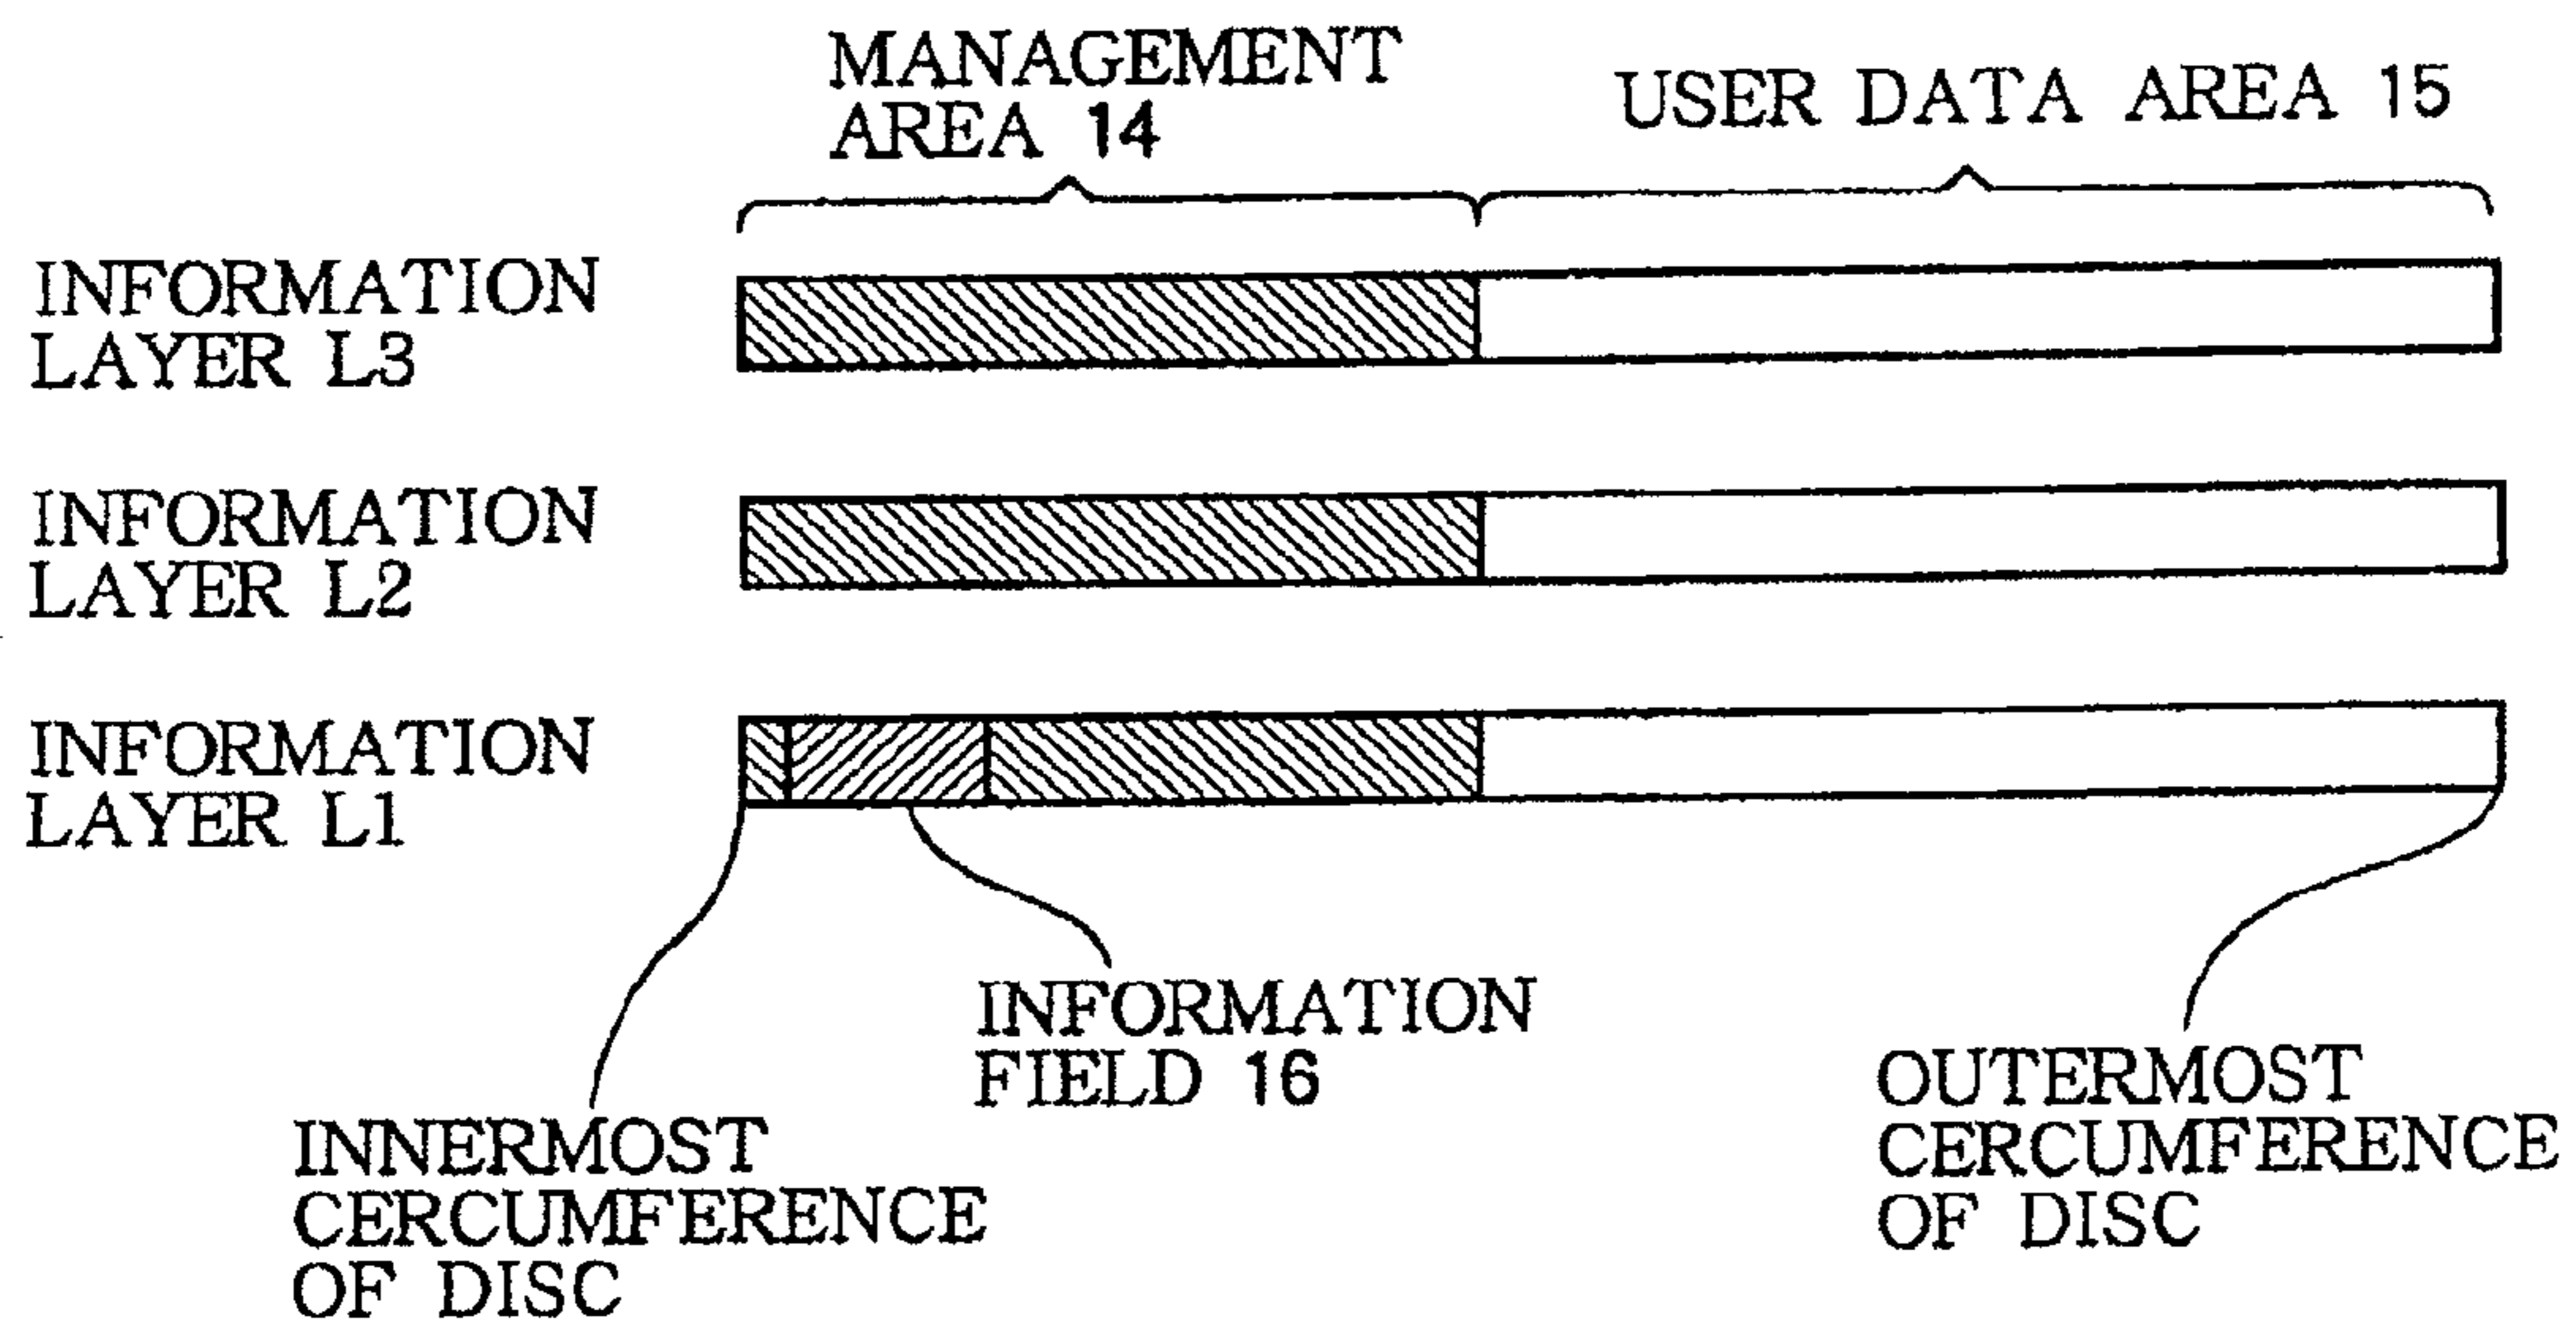 MANAGEMENT
AREA 14
USER DATA AREA 15
INFORMATION
LAYER L3
INFORMATION
LAYER L2
INFORMATION
LAYER L1
INFORMATION
FIELD 16
INNERMOST
CERCUMFERENCE
OF DISC
OUTERMOST
CERCUMFERENCE
OF DISC